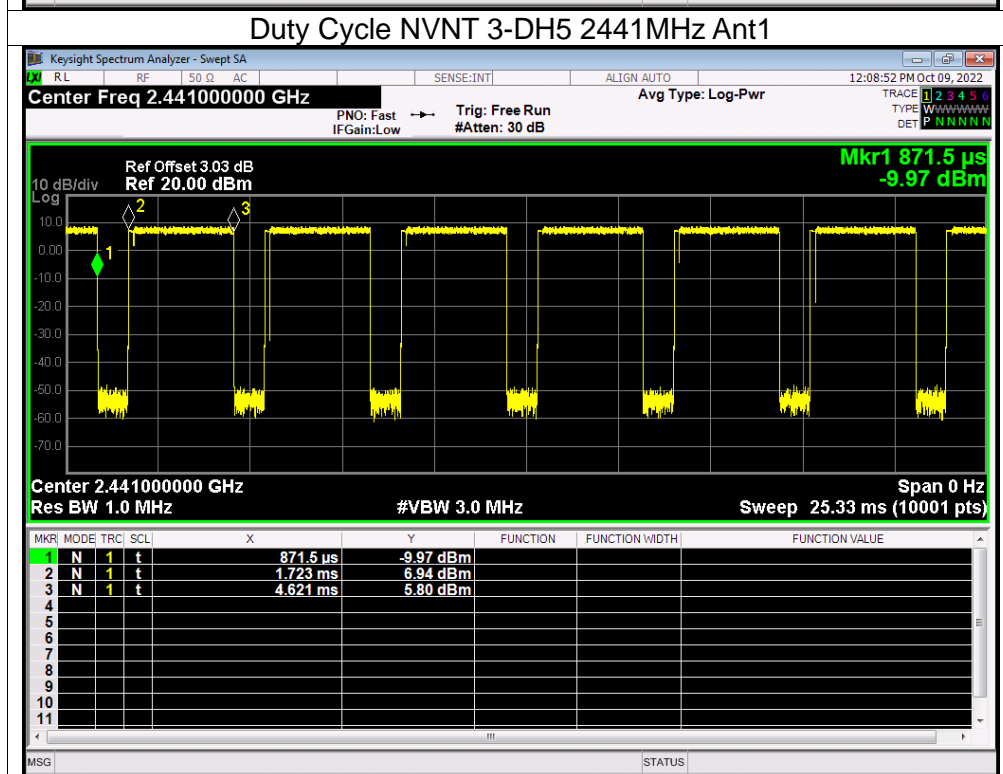 Duty Cycle NVNT 3-DH5 2441MHz Ant1
Keysight Spectrum Analyzer - Swept SA
LXI RL RF 50 Ω AC SENSE:INT ALIGN AUTO 12:08:52 PM Oct 09, 2022
Center Freq 2.441000000 GHz
PNO: Fast
IFGain:Low
Trig: Free Run
#Atten: 30 dB
Avg Type: Log-Pwr
TRACE 1 2 3 4 5 6
TYPE WWWWWW
DET P N N N N N
Mkr1 871.5 µs
-9.97 dBm
Ref Offset 3.03 dB
10 dB/div Ref 20.00 dBm
Log
10.0
0.00
-10.0
-20.0
-30.0
-40.0
-50.0
-60.0
-70.0
1
2
3
Center 2.441000000 GHz Span 0 Hz
Res BW 1.0 MHz #VBW 3.0 MHz Sweep 25.33 ms (10001 pts)
MKR MODE TRC SCL X Y FUNCTION FUNCTION WIDTH FUNCTION VALUE
1 N 1 t 871.5 µs -9.97 dBm
2 N 1 t 1.723 ms 6.94 dBm
3 N 1 t 4.621 ms 5.80 dBm
4
5
6
7
8
9
10
11
MSG STATUS